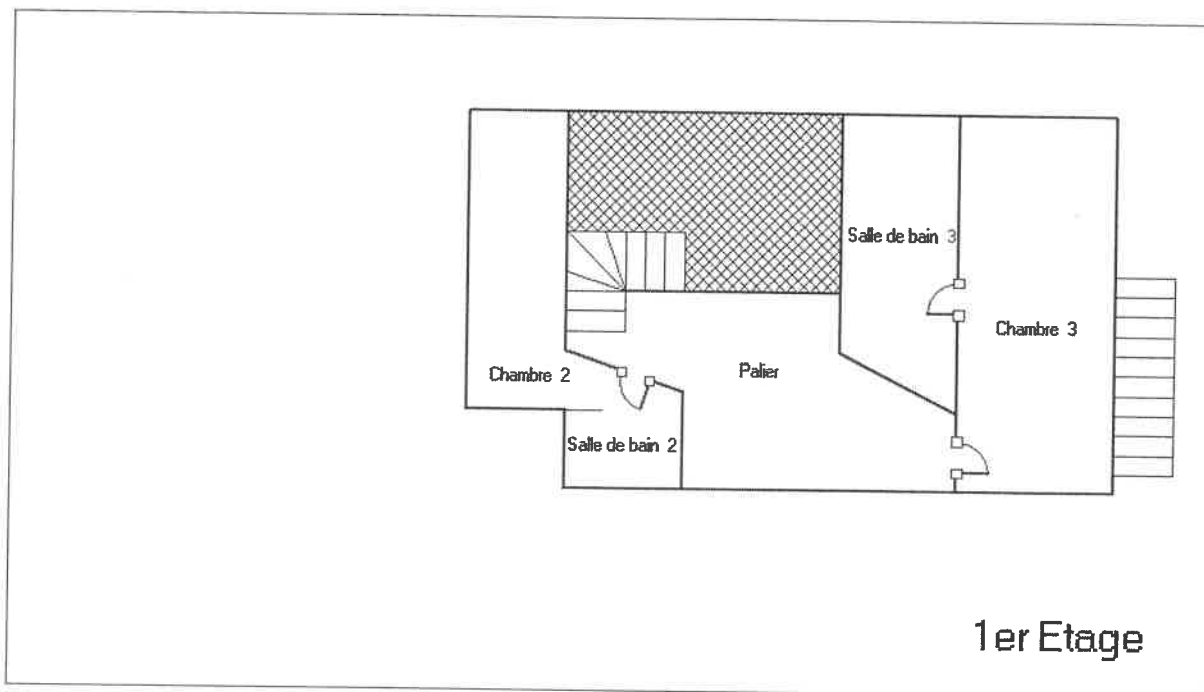 Salle de bain 3
Chambre 3
Chambre 2
Palier
Salle de bain 2
1er Etage